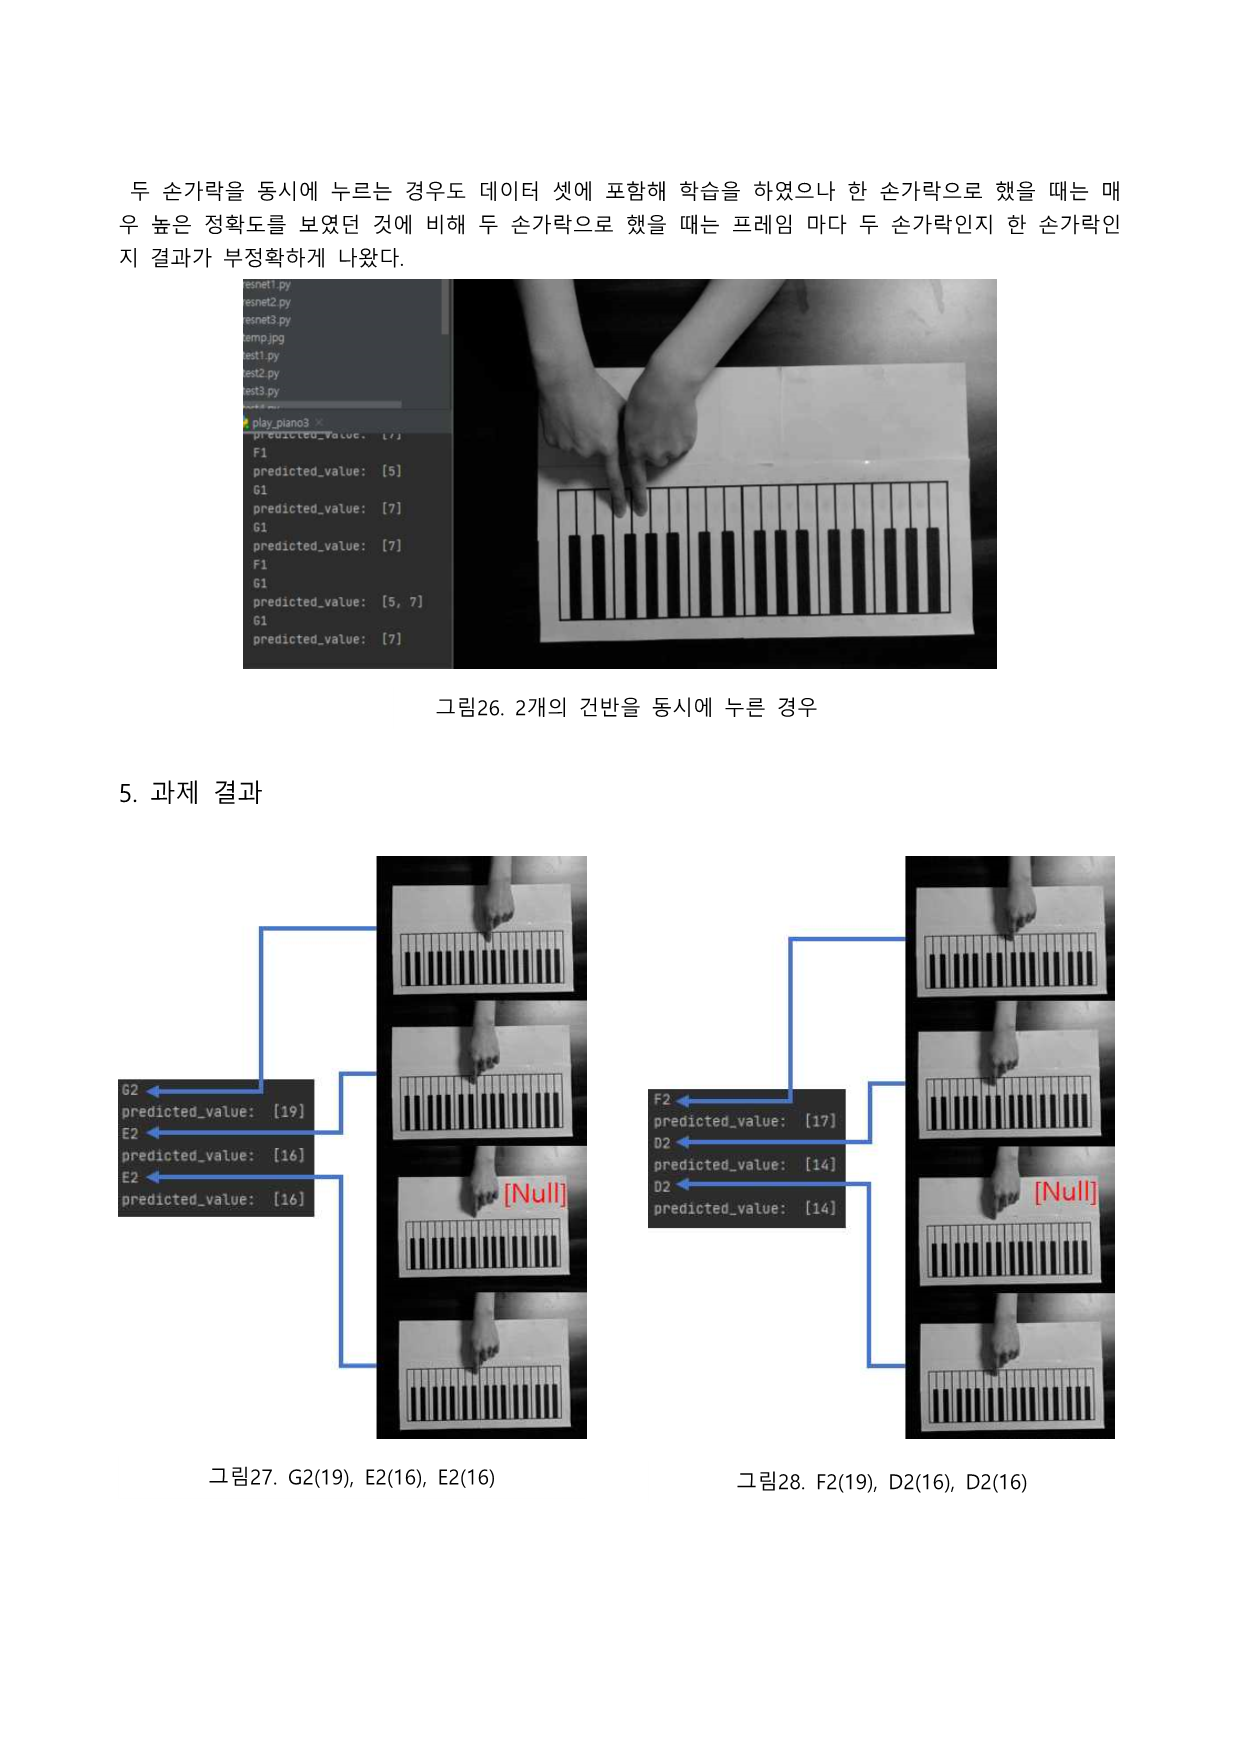 두 손가락을 동시에 누르는 경우도 데이터 셋에 포함해 학습을 하였으나 한 손가락으로 했을 때는 매
우 높은 정확도를 보였던 것에 비해 두 손가락으로 했을 때는 프레임 마다 두 손가락인지 한 손가락인
지 결과가 부정확하게 나왔다.
resnet1.py
resnet2.py
resnet3.py
temp.jpg
test1.py
test2.py
test3.py
play_piano3
predicted_value: [7]
F1
predicted_value: [5]
G1
predicted_value: [7]
G1
predicted_value: [7]
F1
G1
predicted_value: [5, 7]
G1
predicted_value: [7]
그림26. 2개의 건반을 동시에 누른 경우
5. 과제 결과
G2
predicted_value: [19]
E2
predicted_value: [16]
E2
predicted_value: [16]
[Null]
그림27. G2(19), E2(16), E2(16)
F2
predicted_value: [17]
D2
predicted_value: [14]
D2
predicted_value: [14]
[Null]
그림28. F2(19), D2(16), D2(16)